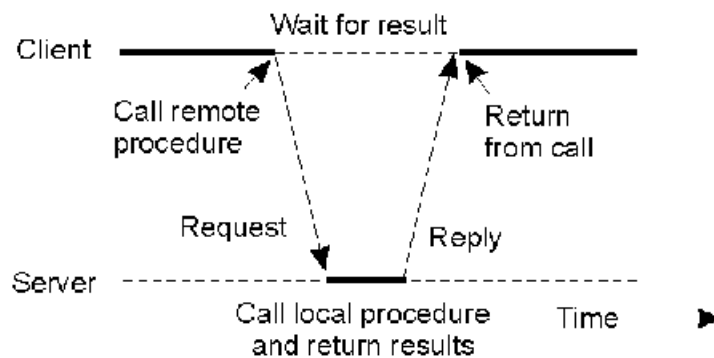 Wait for result
Client
Call remote
procedure
Return
from call
Request
Reply
Server
Call local procedure
and return results
Time